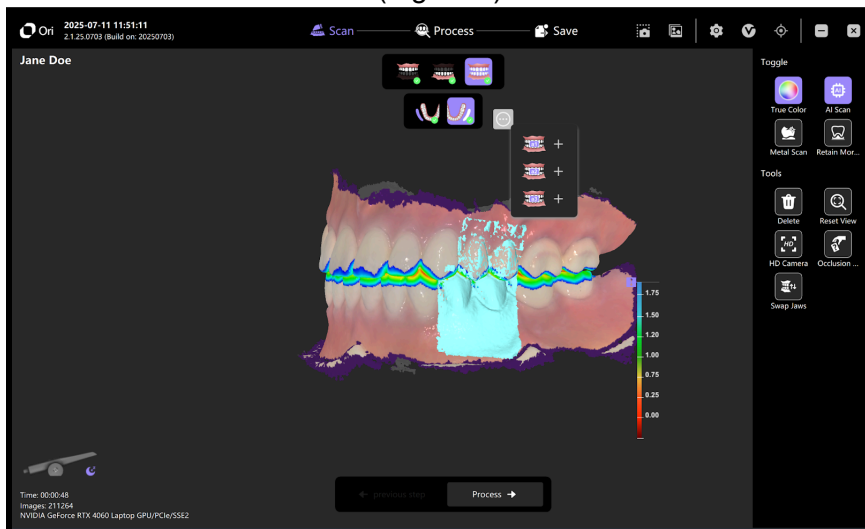 Ori
2025-07-11 11:51:11
2.1.25.0703 (Build on: 20250703)
Scan
Process
Save
Jane Doe
Toggle
True Color
AI Scan
Metal Scan
Retain Mor...
Tools
Delete
Reset View
HD
HD Camera
Occlusion ...
Swap Jaws
1.75
1.50
1.20
1.00
0.75
0.25
0.00
previous step
Process
Time: 00:00:48
Images: 211264
NVIDIA GeForce RTX 4060 Laptop GPU/PCIe/SSE2